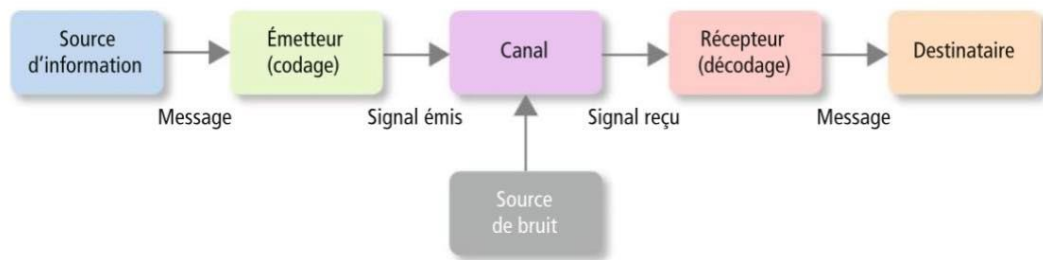 Source
d'information
Émetteur
(codage)
Canal
Récepteur
(décodage)
Destinataire
Message
Signal émis
Signal reçu
Message
Source
de bruit